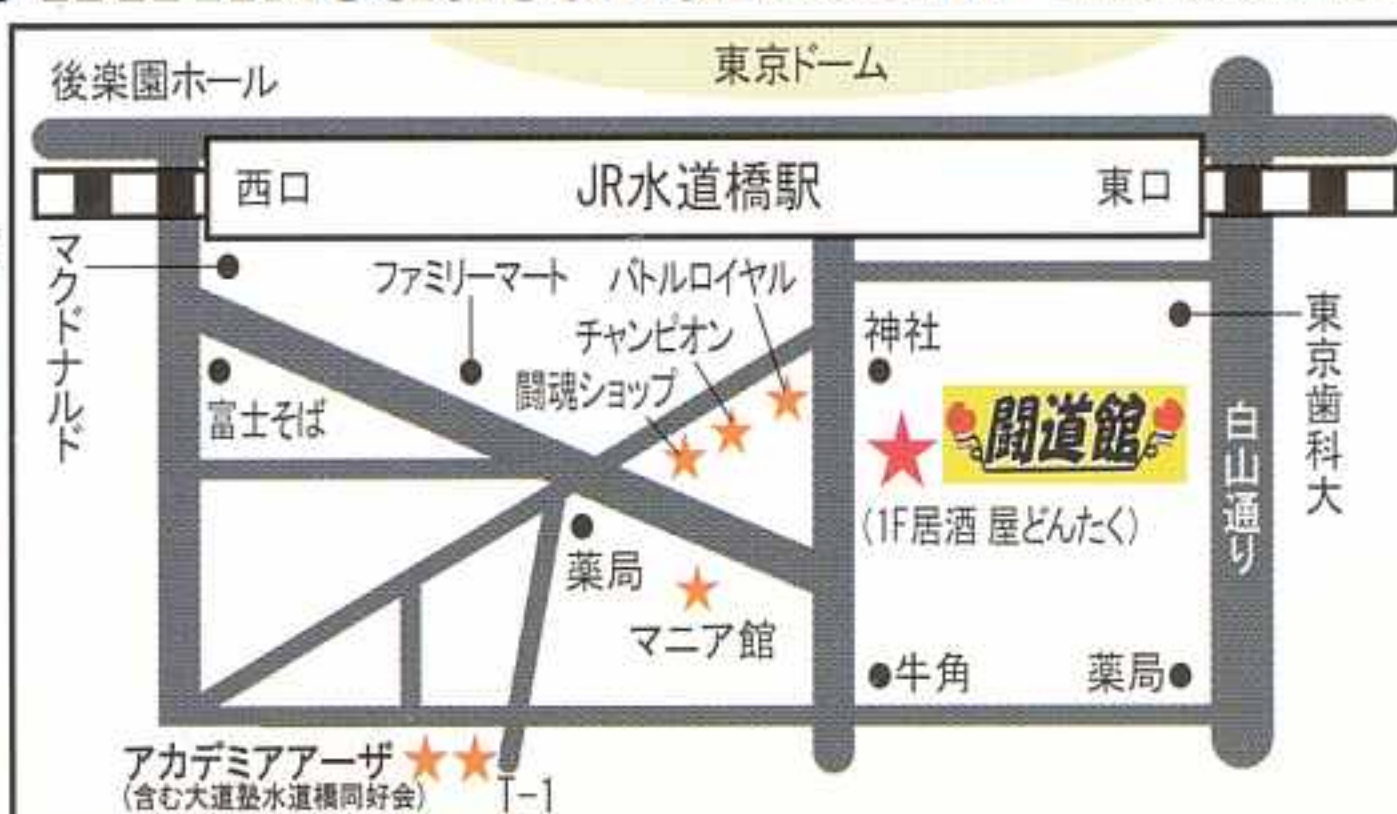 東京ドーム
後楽園ホール
西口
JR水道橋駅
東口
マクドナルド
ファミリーマート
バトルロイヤル
チャンピオン
闘魂ショップ
神社
東京歯科大
富士そば
闘道館
(1F居酒屋どんたく)
白山通り
薬局
マニア館
牛角
薬局
アカデミアアーザ
(含む大道塾水道橋同好会)
T-1